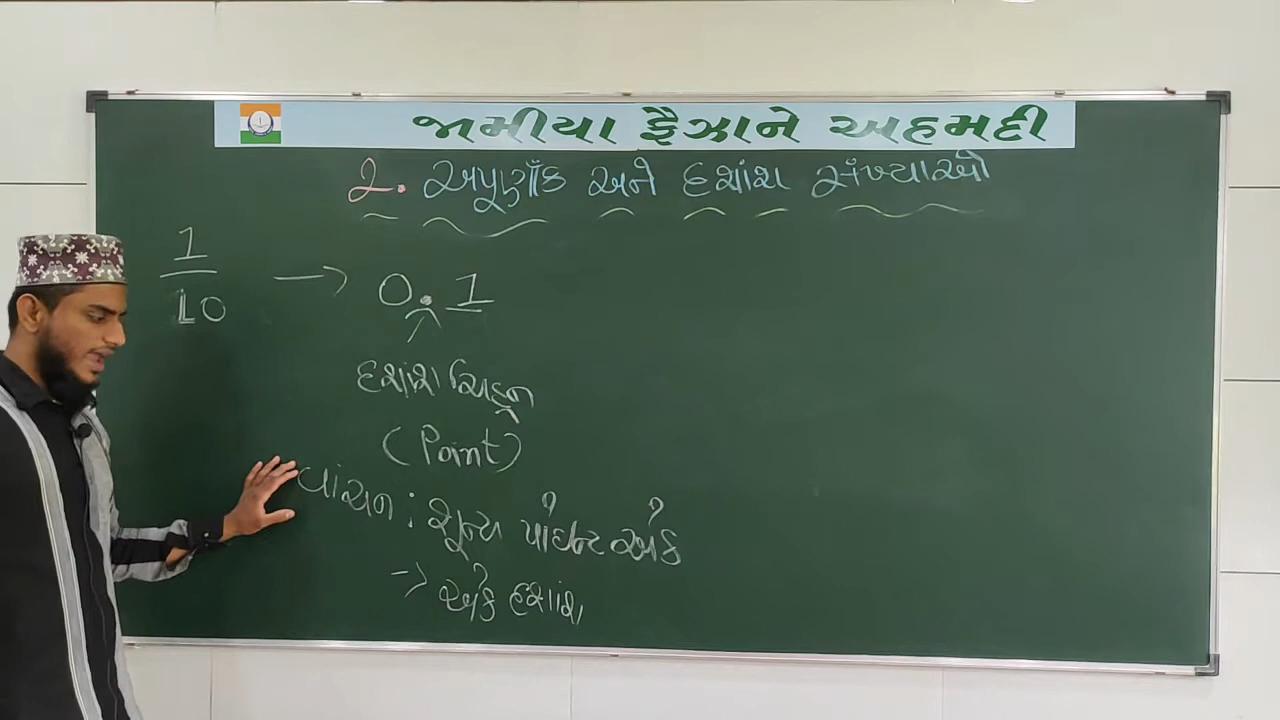 જામીયા ફૈઝાને અહમદી
2. અપૂર્ણાંક અને દશાંશ સંખ્યાઓ
1/10 → 0.1
દશાંશ ચિહ્ન
(Point)
વાંચન : શૂન્ય પોઇન્ટ એક
→ એક દશાંશ